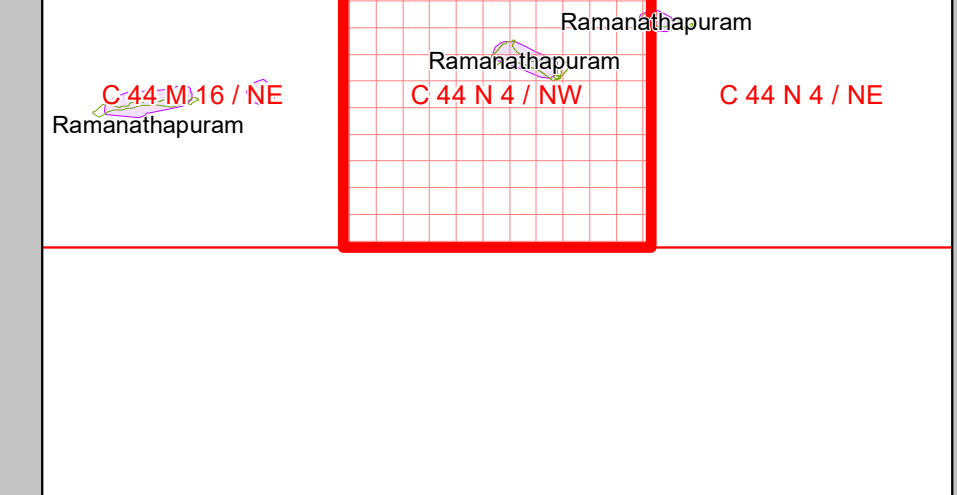 Ramanathapuram
Ramanathapuram
C 44 M 16 / NE
C 44 N 4 / NW
C 44 N 4 / NE
Ramanathapuram